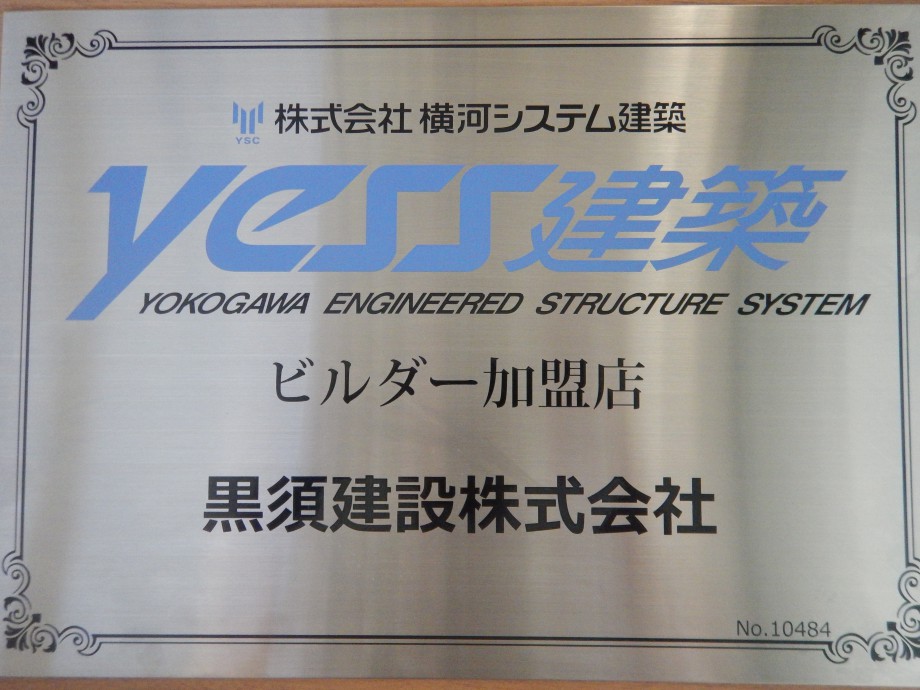 YSC
株式会社 横河システム建築
yess建築
YOKOGAWA ENGINEERED STRUCTURE SYSTEM
ビルダー加盟店
黒須建設株式会社
No.10484